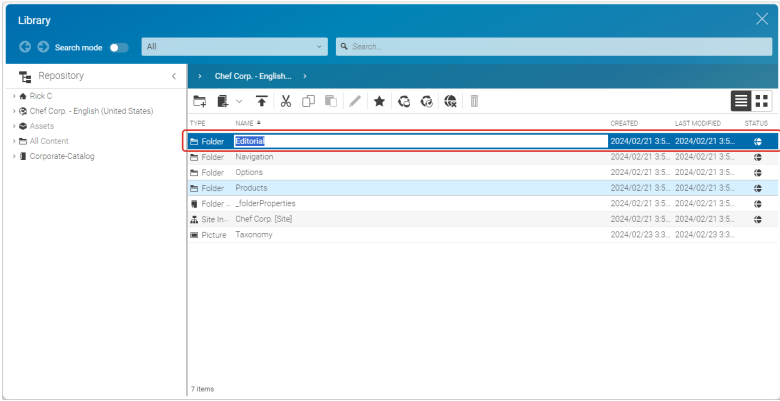 Library
Search mode
All
Search...
Repository
Chef Corp. - English...
Rick C
Chef Corp. - English (United States)
Assets
All Content
Corporate-Catalog
TYPE NAME CREATED LAST MODIFIED STATUS
Folder Editorial 2024/02/21 3:5... 2024/02/21 3:5...
Folder Navigation 2024/02/21 3:5... 2024/02/21 3:5...
Folder Options 2024/02/21 3:5... 2024/02/21 3:5...
Folder Products 2024/02/21 3:5... 2024/02/21 3:5...
Folder ... _folderProperties 2024/02/21 3:5... 2024/02/21 3:5...
Site In... Chef Corp. [Site] 2024/02/21 3:5... 2024/02/21 3:5...
Picture Taxonomy 2024/02/23 3:3... 2024/02/23 3:3...
7 items